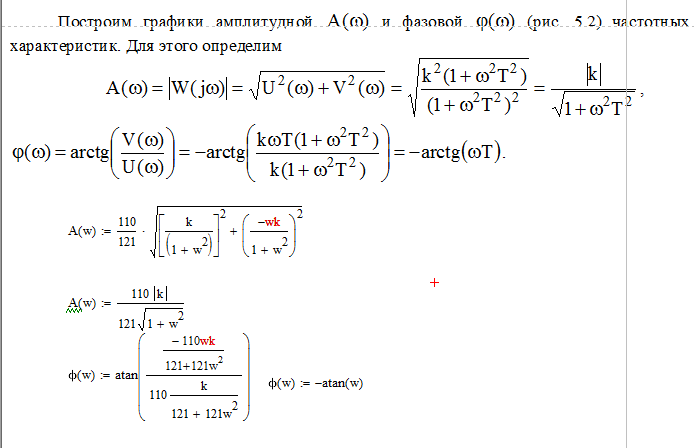 Построим графики амплитудной A(ω) и фазовой φ(ω) (рис. 5.2) частотных
характеристик. Для этого определим
A(ω) = |W(jω)| = √(U²(ω) + V²(ω)) = √(k²(1 + ω²T²) / (1 + ω²T²)²) = |k| / √(1 + ω²T²),
φ(ω) = arctg(V(ω) / U(ω)) = −arctg(kωT(1 + ω²T²) / k(1 + ω²T²)) = −arctg(ωT).
A(w) := 110/121 · √([k / (1 + w²)]² + (−wk / (1 + w²))²)
A(w) := 110 |k| / 121√(1 + w²)
ф(w) := atan((−110wk / 121+121w²) / (110 k / 121 + 121w²)) ф(w) := −atan(w)